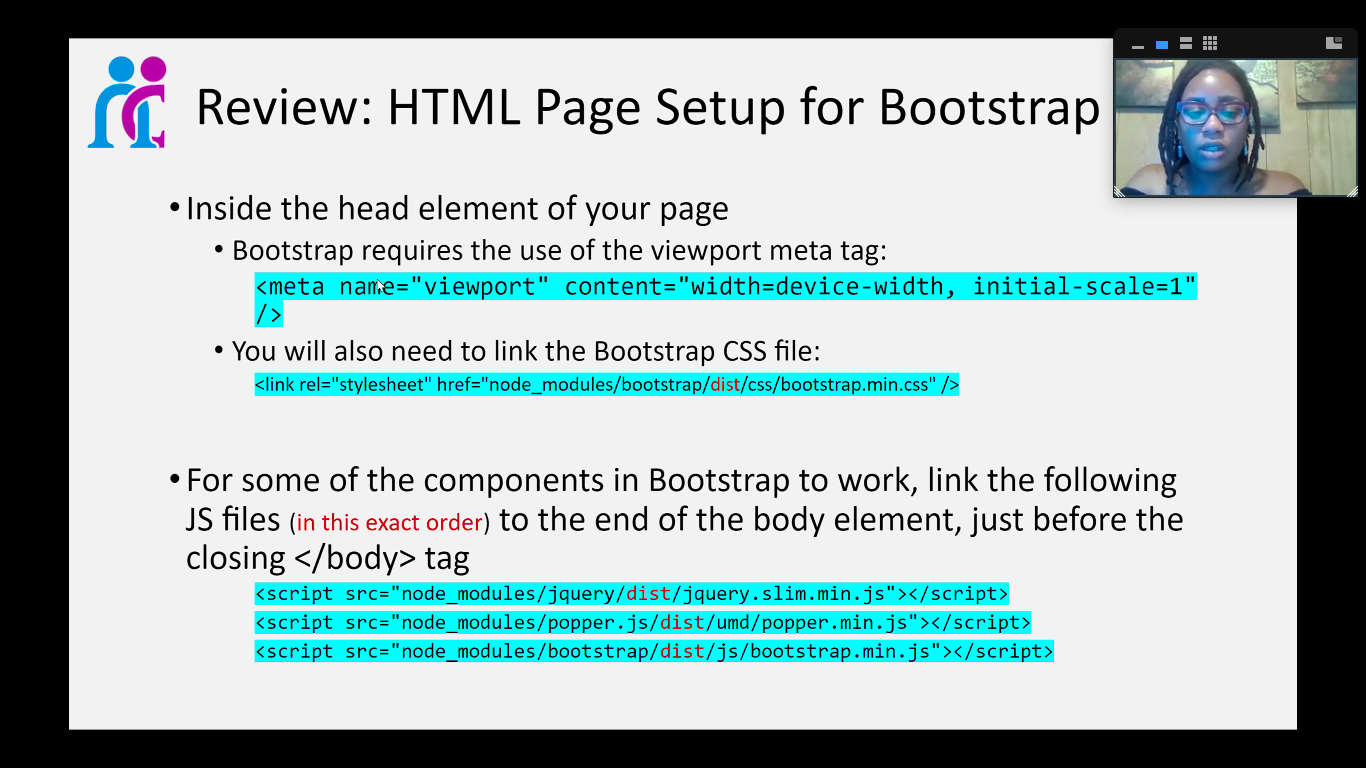 Review: HTML Page Setup for Bootstrap
•Inside the head element of your page
• Bootstrap requires the use of the viewport meta tag:
<meta name="viewport" content="width=device-width, initial-scale=1"
/>
• You will also need to link the Bootstrap CSS file:
<link rel="stylesheet" href="node_modules/bootstrap/dist/css/bootstrap.min.css" />
•For some of the components in Bootstrap to work, link the following
JS files (in this exact order) to the end of the body element, just before the
closing </body> tag
<script src="node_modules/jquery/dist/jquery.slim.min.js"></script>
<script src="node_modules/popper.js/dist/umd/popper.min.js"></script>
<script src="node_modules/bootstrap/dist/js/bootstrap.min.js"></script>